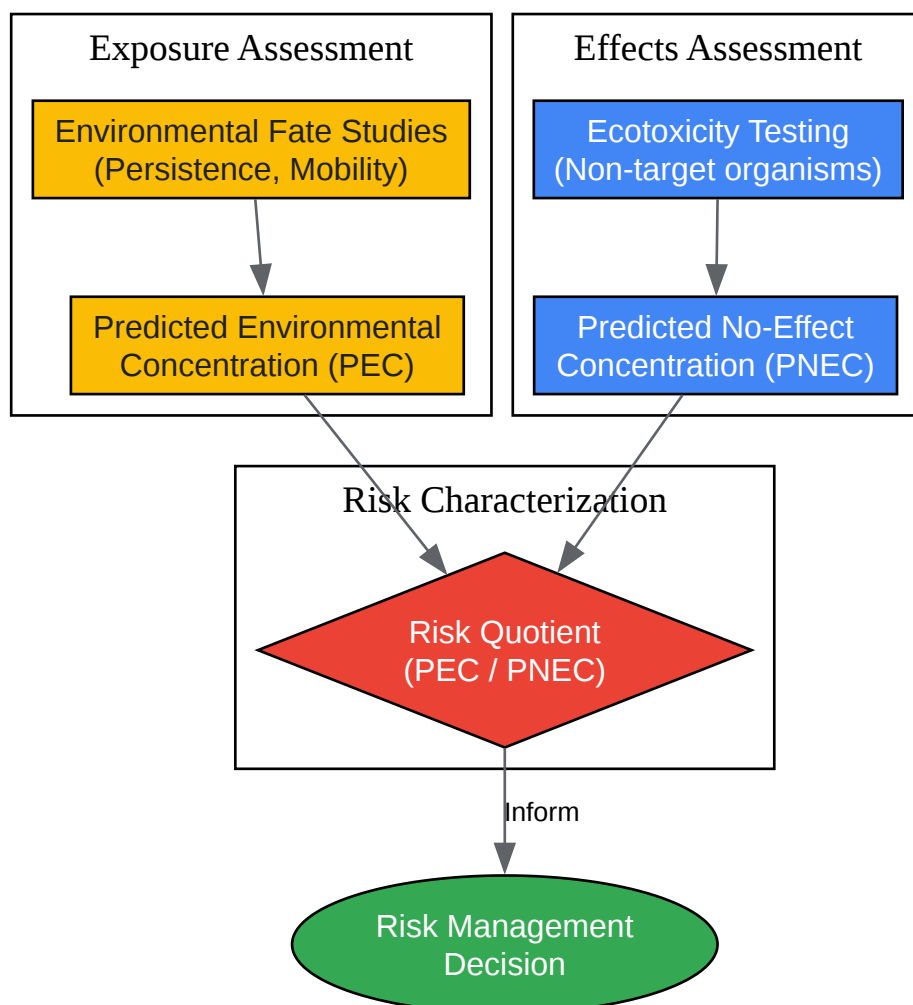 Exposure Assessment
Environmental Fate Studies
(Persistence, Mobility)
Predicted Environmental
Concentration (PEC)
Effects Assessment
Ecotoxicity Testing
(Non-target organisms)
Predicted No-Effect
Concentration (PNEC)
Risk Characterization
Risk Quotient
(PEC / PNEC)
Inform
Risk Management
Decision